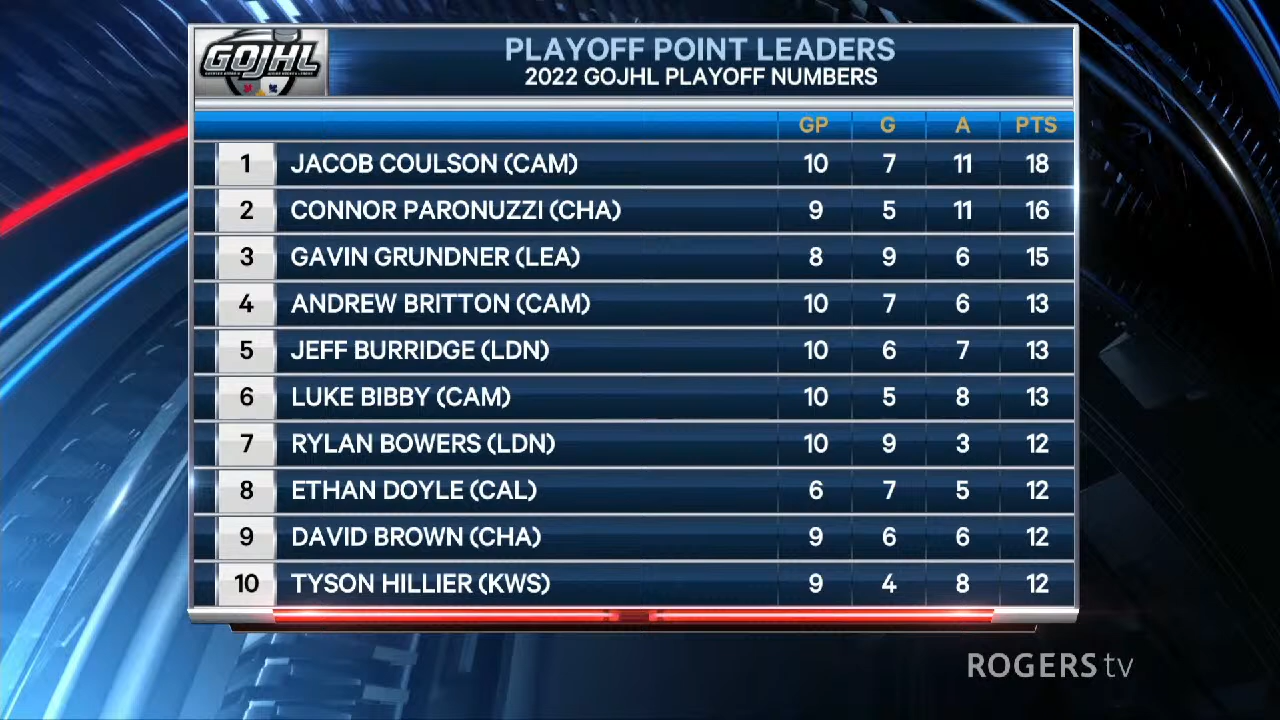 GOJHL
PLAYOFF POINT LEADERS
2022 GOJHL PLAYOFF NUMBERS
GP G A PTS
1 JACOB COULSON (CAM) 10 7 11 18
2 CONNOR PARONUZZI (CHA) 9 5 11 16
3 GAVIN GRUNDNER (LEA) 8 9 6 15
4 ANDREW BRITTON (CAM) 10 7 6 13
5 JEFF BURRIDGE (LDN) 10 6 7 13
6 LUKE BIBBY (CAM) 10 5 8 13
7 RYLAN BOWERS (LDN) 10 9 3 12
8 ETHAN DOYLE (CAL) 6 7 5 12
9 DAVID BROWN (CHA) 9 6 6 12
10 TYSON HILLIER (KWS) 9 4 8 12
ROGERS tv